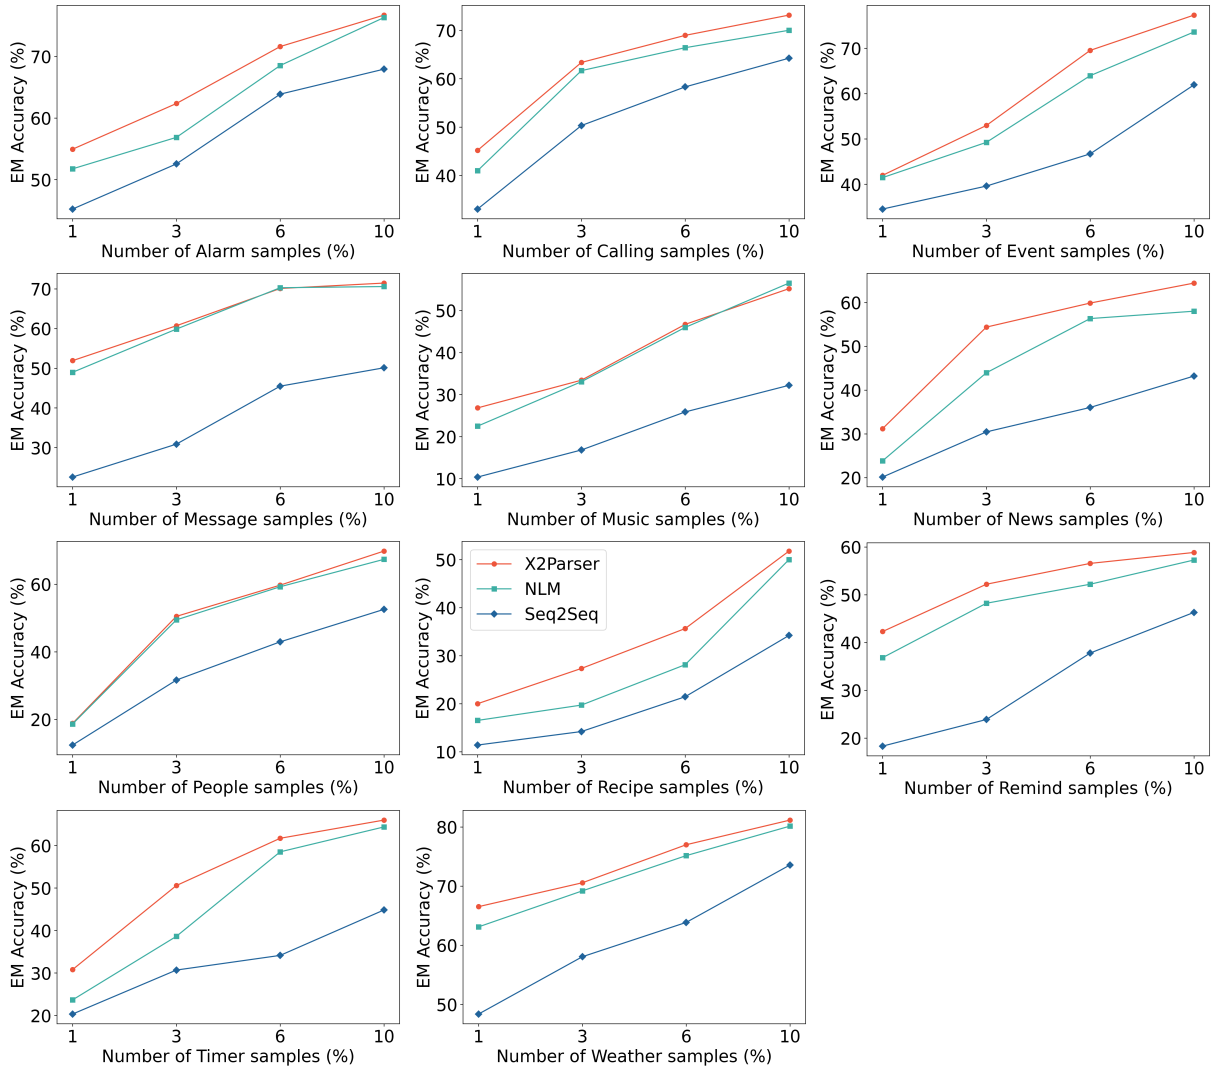 EM Accuracy (%)
70
60
50
1 3 6 10
Number of Alarm samples (%)
EM Accuracy (%)
70
60
50
40
1 3 6 10
Number of Calling samples (%)
EM Accuracy (%)
70
60
50
40
1 3 6 10
Number of Event samples (%)
EM Accuracy (%)
70
60
50
40
30
1 3 6 10
Number of Message samples (%)
EM Accuracy (%)
50
40
30
20
10
1 3 6 10
Number of Music samples (%)
EM Accuracy (%)
60
50
40
30
20
1 3 6 10
Number of News samples (%)
EM Accuracy (%)
60
40
20
1 3 6 10
Number of People samples (%)
EM Accuracy (%)
50
40
30
20
10
X2Parser
NLM
Seq2Seq
1 3 6 10
Number of Recipe samples (%)
EM Accuracy (%)
60
50
40
30
20
1 3 6 10
Number of Remind samples (%)
EM Accuracy (%)
60
50
40
30
20
1 3 6 10
Number of Timer samples (%)
EM Accuracy (%)
80
70
60
50
1 3 6 10
Number of Weather samples (%)